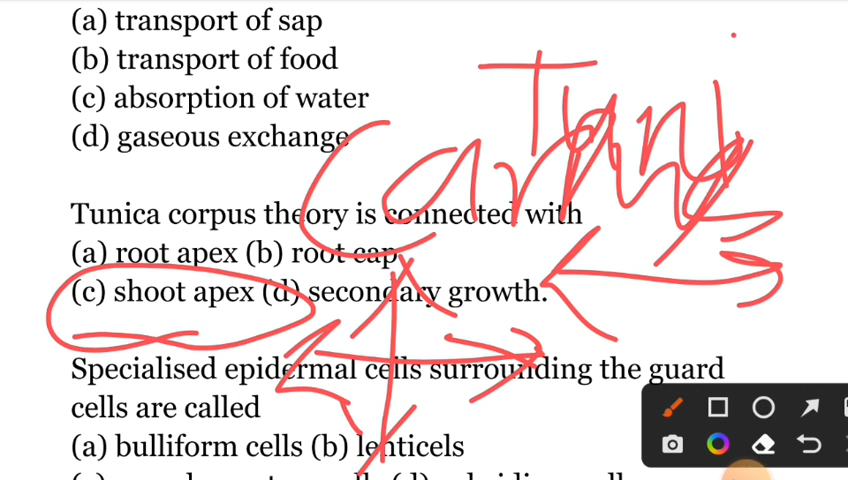 (a) transport of sap
(b) transport of food
(c) absorption of water
(d) gaseous exchange
Tunica corpus theory is connected with
(a) root apex (b) root cap
(c) shoot apex (d) secondary growth.
Specialised epidermal cells surrounding the guard
cells are called
(a) bulliform cells (b) lenticels